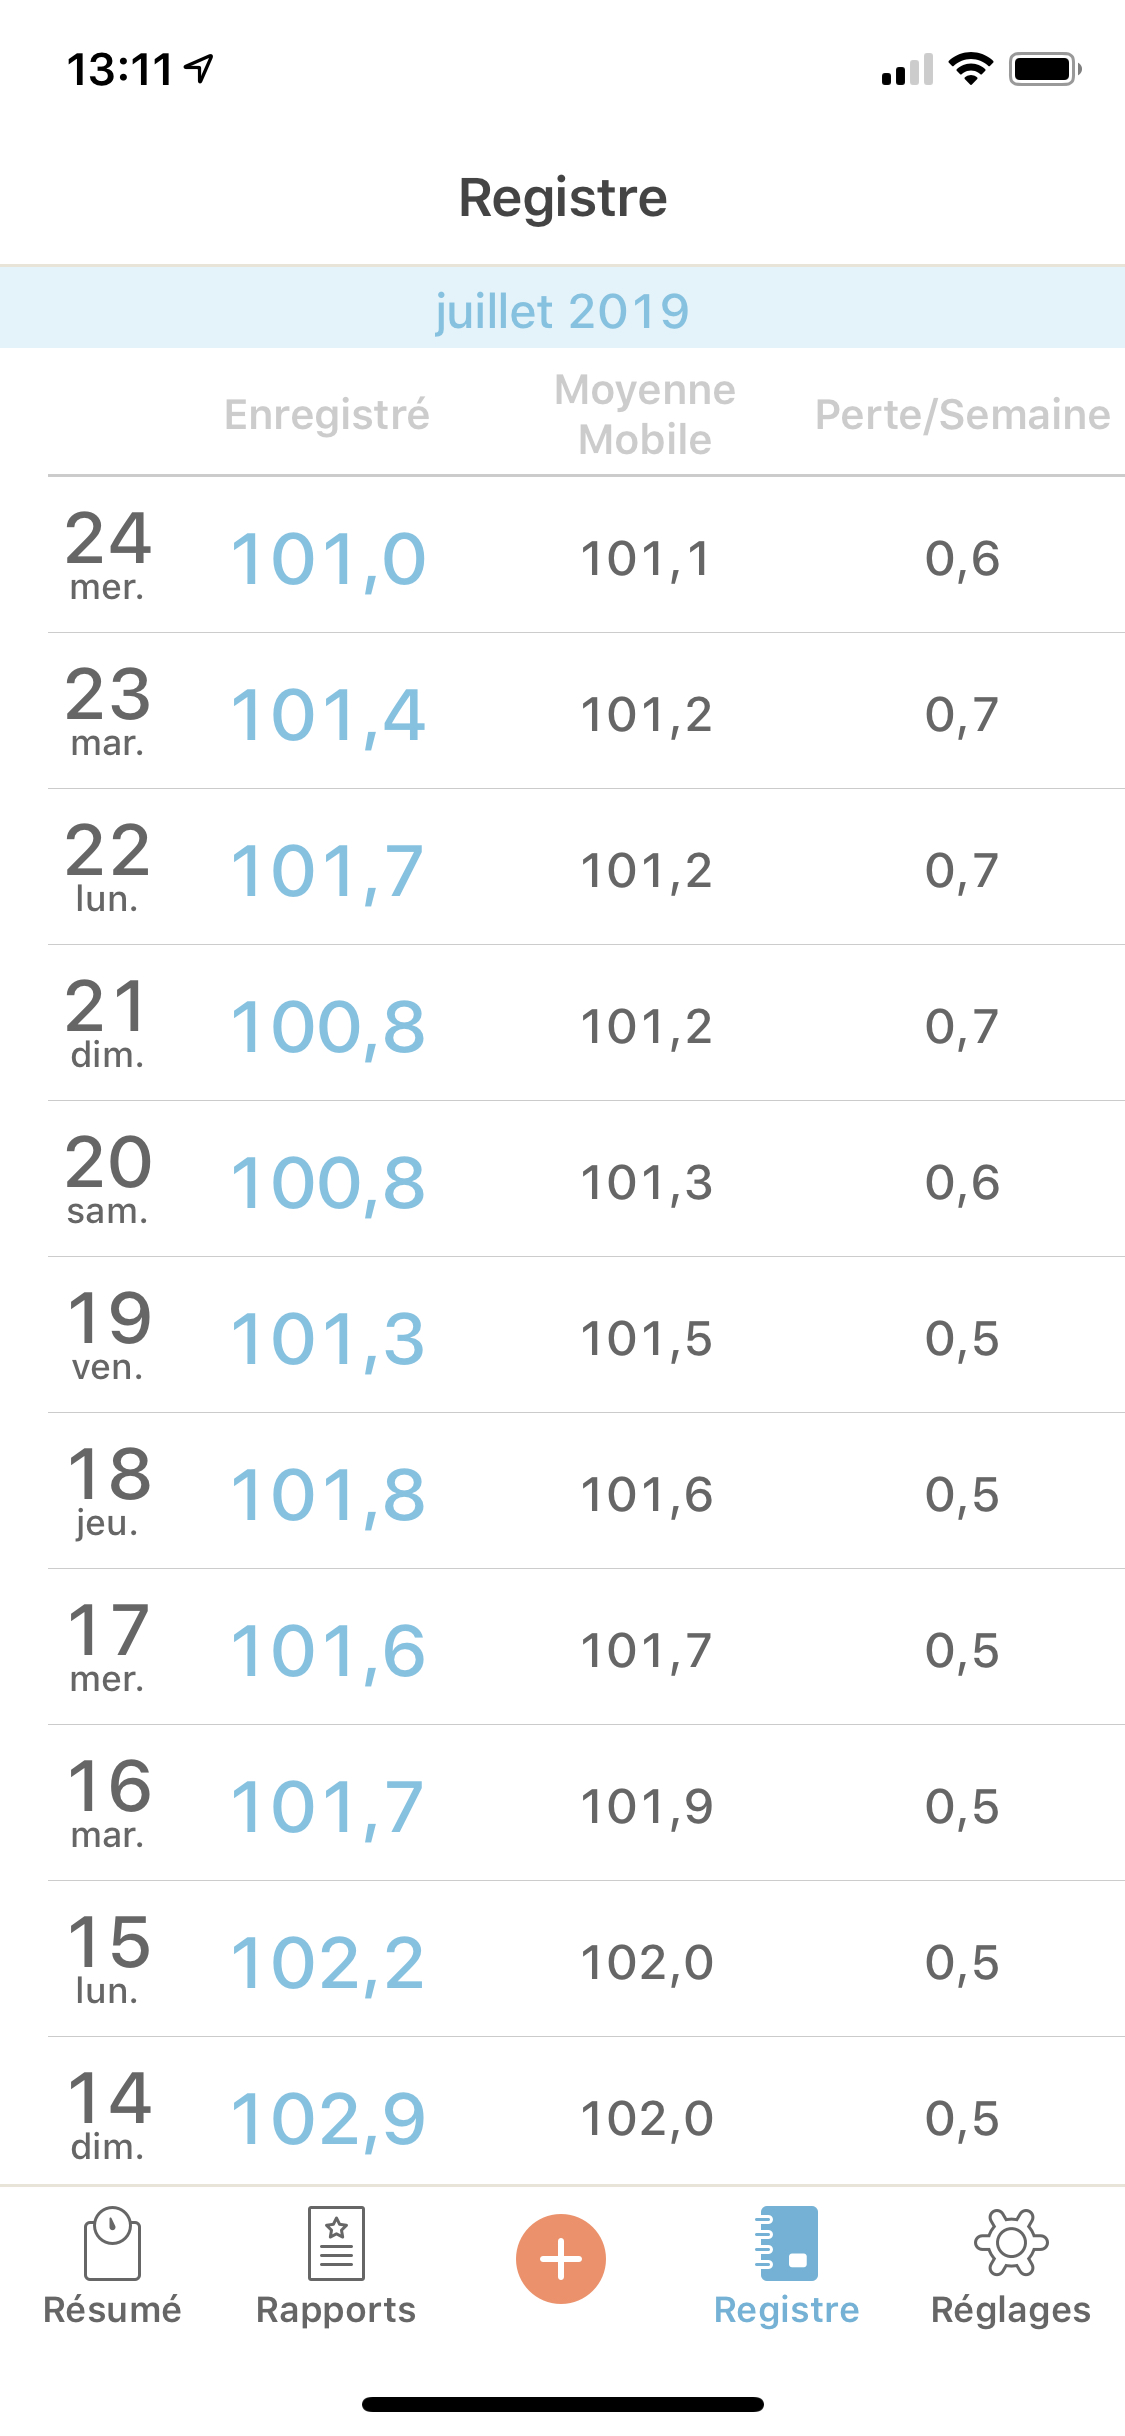 13:11
Registre
juillet 2019
Enregistré Moyenne Mobile Perte/Semaine
24 mer. 101,0 101,1 0,6
23 mar. 101,4 101,2 0,7
22 lun. 101,7 101,2 0,7
21 dim. 100,8 101,2 0,7
20 sam. 100,8 101,3 0,6
19 ven. 101,3 101,5 0,5
18 jeu. 101,8 101,6 0,5
17 mer. 101,6 101,7 0,5
16 mar. 101,7 101,9 0,5
15 lun. 102,2 102,0 0,5
14 dim. 102,9 102,0 0,5
Résumé Rapports Registre Réglages